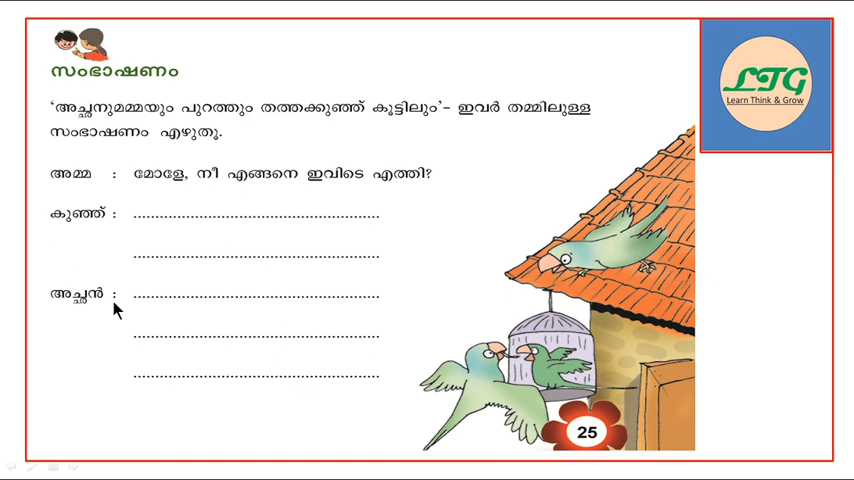 സംഭാഷണം
LTG
Learn Think & Grow
‘അച്ഛനുമമ്മയും പുറത്തും തത്തക്കുഞ്ഞ് കൂട്ടിലും’– ഇവർ തമ്മിലുള്ള
സംഭാഷണം എഴുതൂ.
അമ്മ : മോളേ, നീ എങ്ങനെ ഇവിടെ എത്തി?
കുഞ്ഞ് : ........................................................
........................................................
അച്ഛൻ : ........................................................
........................................................
........................................................
25